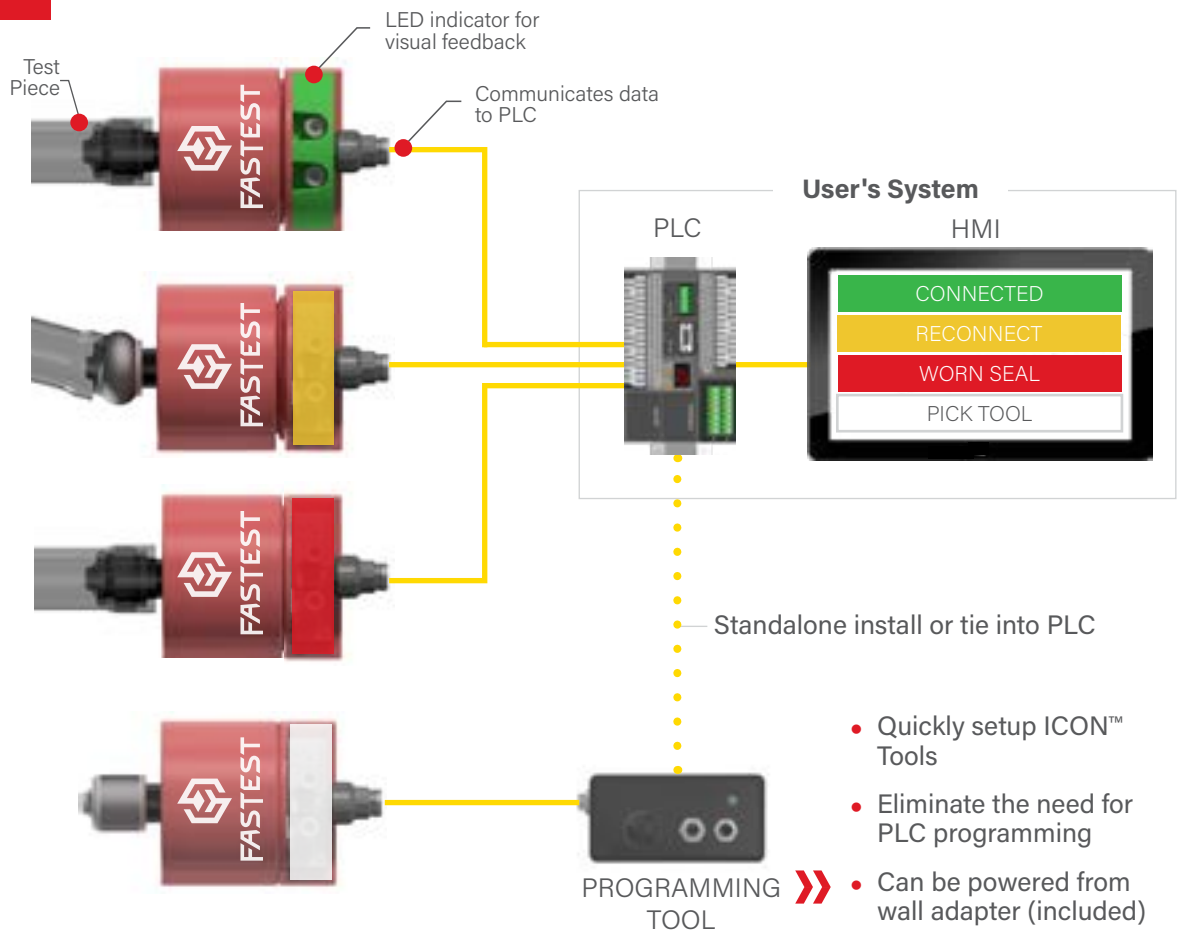 LED indicator for
visual feedback
Test
Piece
Communicates data
to PLC
FASTEST
FASTEST
FASTEST
FASTEST
User's System
PLC
HMI
CONNECTED
RECONNECT
WORN SEAL
PICK TOOL
Standalone install or tie into PLC
PROGRAMMING
TOOL
• Quickly setup ICON™
Tools
• Eliminate the need for
PLC programming
• Can be powered from
wall adapter (included)